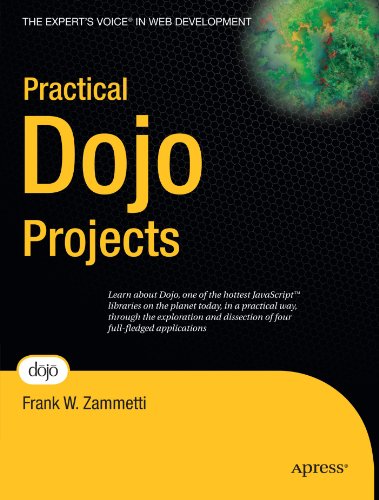 THE EXPERT'S VOICE® IN WEB DEVELOPMENT
Practical
Dojo
Projects
Learn about Dojo, one of the hottest JavaScript™
libraries on the planet today, in a practical way,
through the exploration and dissection of four
full-fledged applications
dōjō
Frank W. Zammetti
Apress®